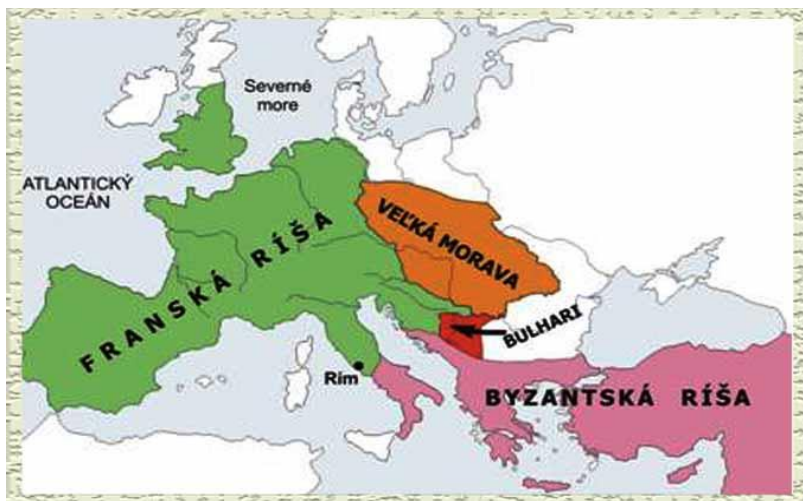 Severné
more
ATLANTICKÝ
OCEÁN
VEĽKÁ MORAVA
FRANSKÁ RÍŠA
BULHARI
Rím
BYZANTSKÁ RÍŠA